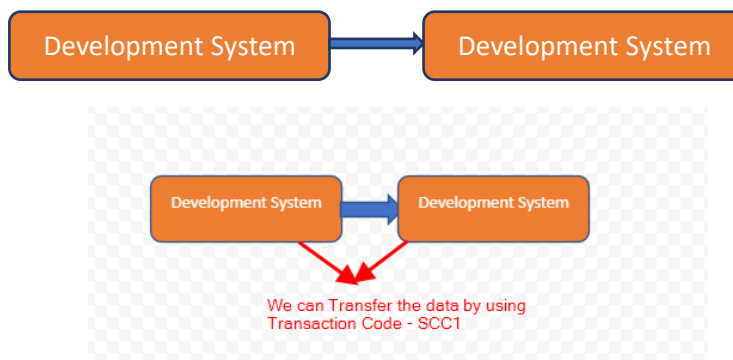 Development System
Development System
Development System
Development System
We can Transfer the data by using
Transaction Code - SCC1